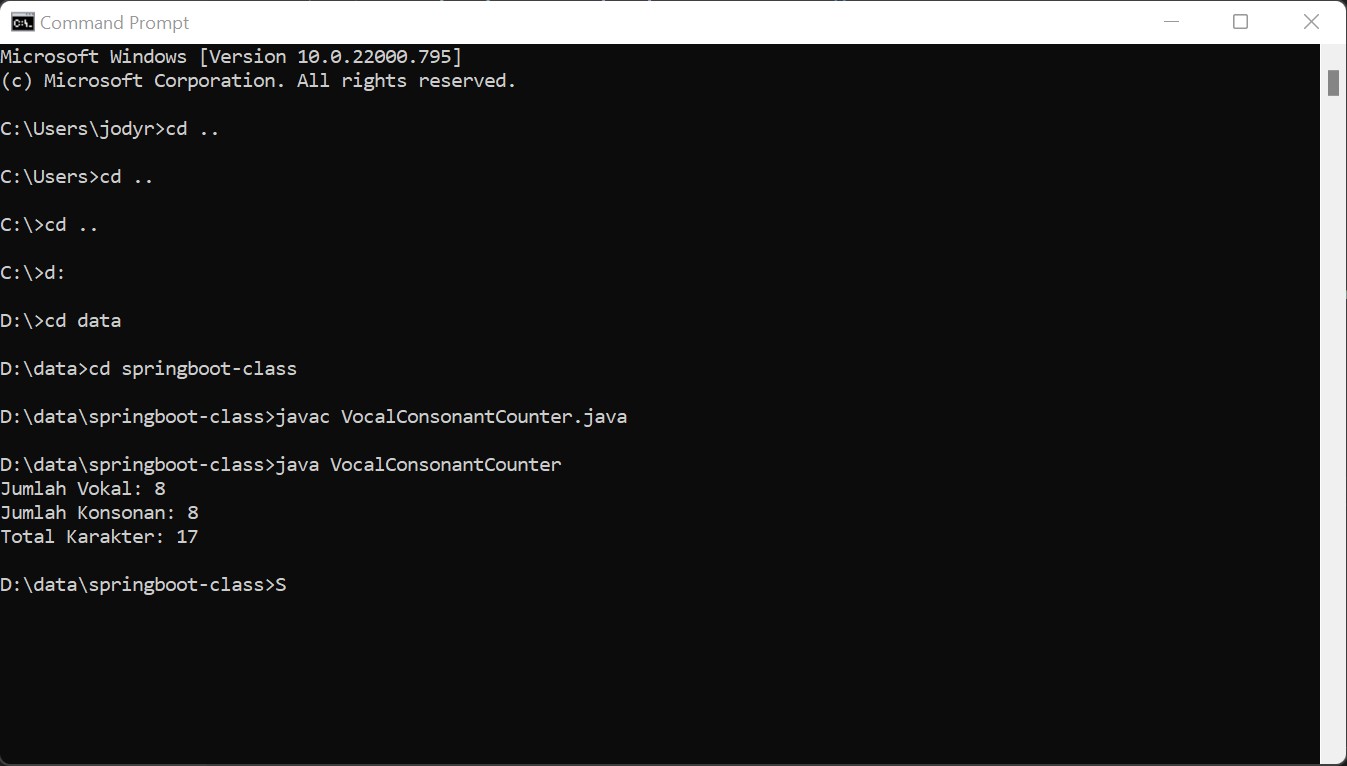 Command Prompt
Microsoft Windows [Version 10.0.22000.795]
(c) Microsoft Corporation. All rights reserved.
C:\Users\jodyr>cd ..
C:\Users>cd ..
C:\>cd ..
C:\>d:
D:\>cd data
D:\data>cd springboot-class
D:\data\springboot-class>javac VocalConsonantCounter.java
D:\data\springboot-class>java VocalConsonantCounter
Jumlah Vokal: 8
Jumlah Konsonan: 8
Total Karakter: 17
D:\data\springboot-class>S